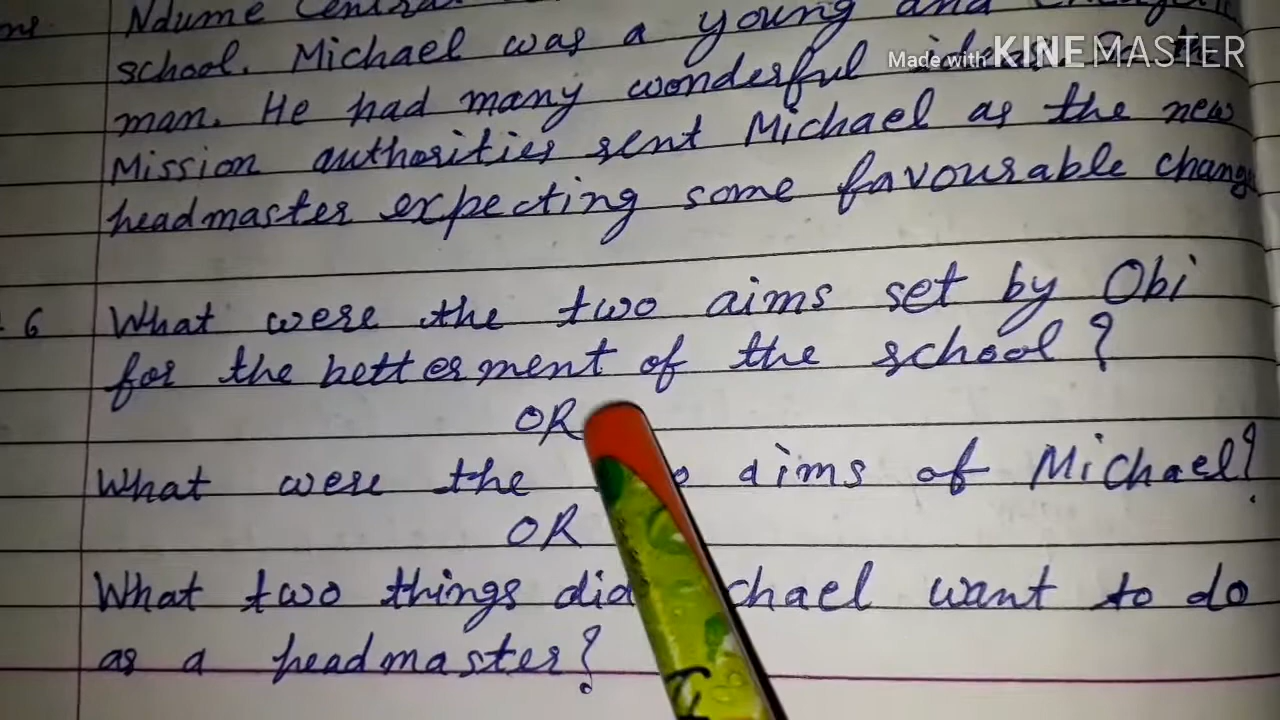 Ndume Central
school. Michael was a young and
man. He had many wonderful ideas. So the
Mission authorities sent Michael as the new
headmaster expecting some favourable change
Made with KINEMASTER
6 What were the two aims set by Obi
for the betterment of the school?
OR
What were the aims of Michael?
OR
What two things did chael want to do
as a headmaster?